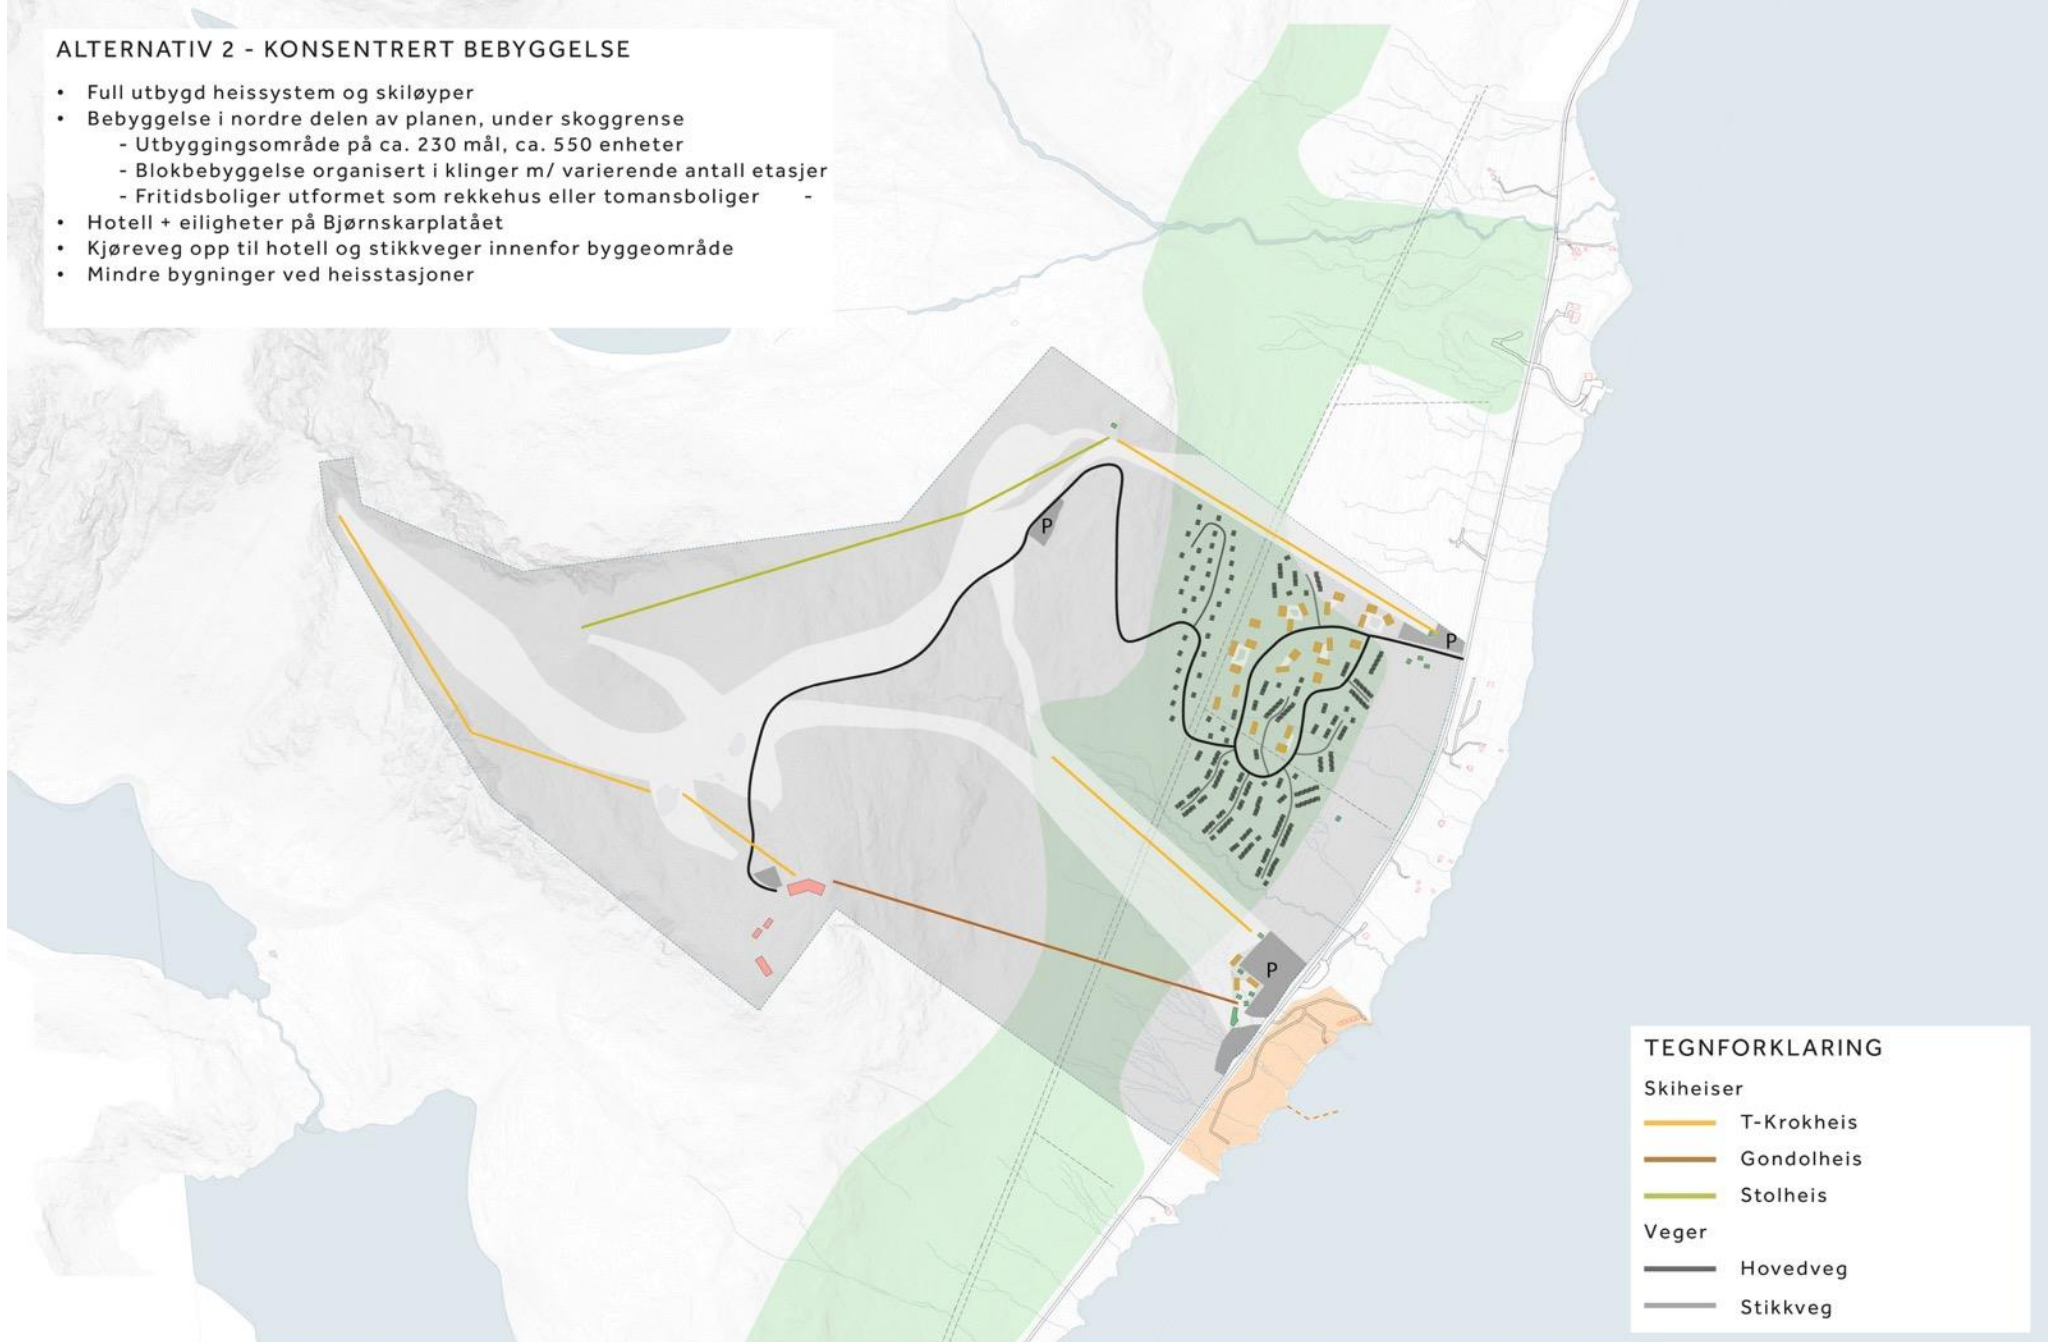 ALTERNATIV 2 - KONSENTRERT BEBYGGELSE
• Full utbygd heissystem og skiløyper
• Bebyggelse i nordre delen av planen, under skoggrense
- Utbyggingsområde på ca. 230 mål, ca. 550 enheter
- Blokbebyggelse organisert i klinger m/ varierende antall etasjer
- Fritidsboliger utformet som rekkehus eller tomansboliger -
• Hotell + eiligheter på Bjørnskarplatået
• Kjøreveg opp til hotell og stikkveger innenfor byggeområde
• Mindre bygninger ved heisstasjoner
P
P
P
TEGNFORKLARING
Skiheiser
T-Krokheis
Gondolheis
Stolheis
Veger
Hovedveg
Stikkveg